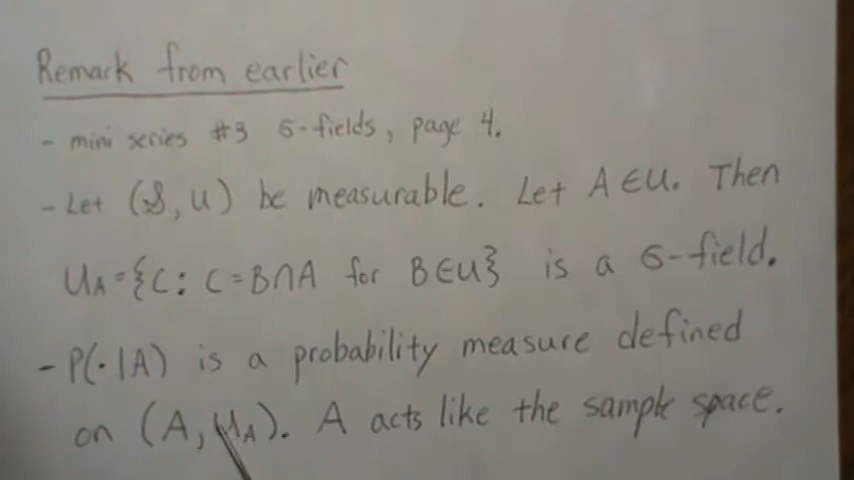 Remark from earlier
- mini series #3 σ-fields, page 4.
- Let (𝒮, U) be measurable. Let A ∈ U. Then
U_A = {C : C = B ∩ A for B ∈ U} is a σ-field.
- P(· | A) is a probability measure defined
on (A, U_A). A acts like the sample space.